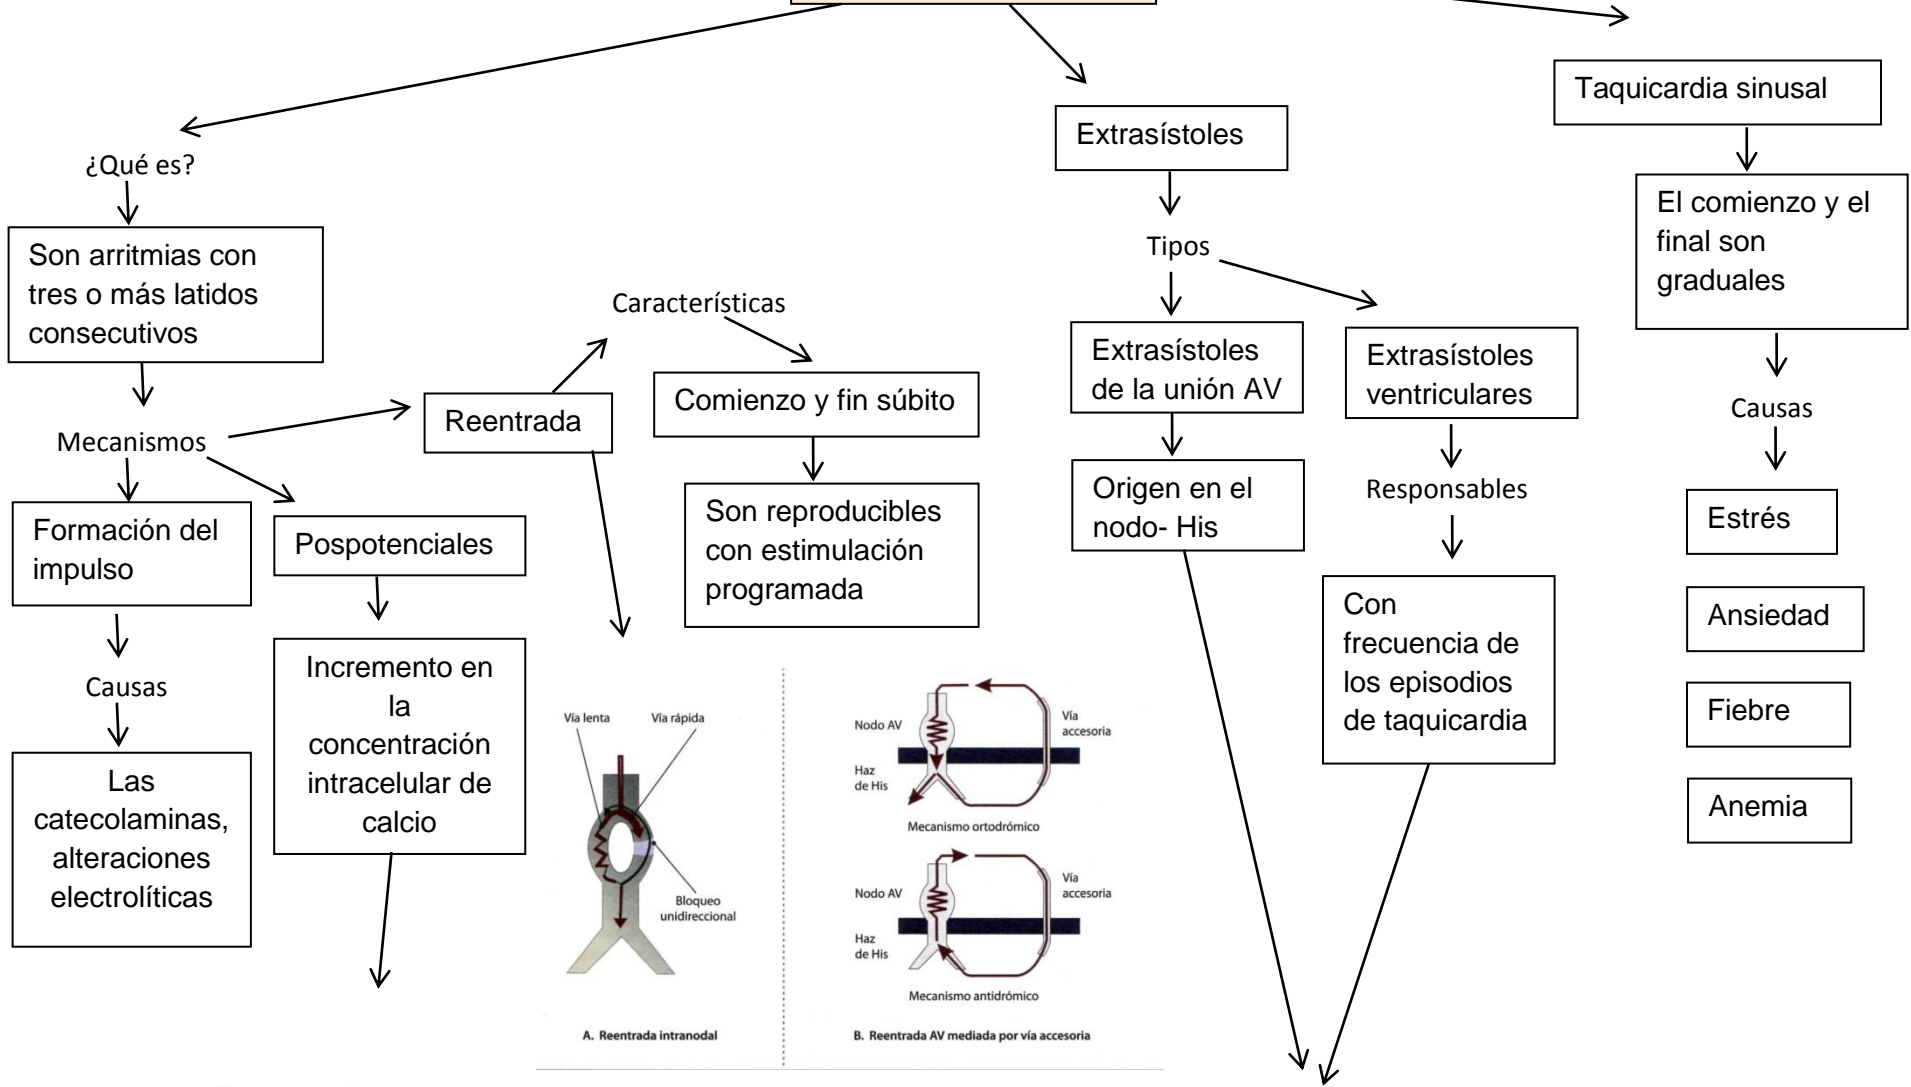 ¿Qué es?
Son arritmias con
tres o más latidos
consecutivos
Mecanismos
Formación del
impulso
Causas
Las
catecolaminas,
alteraciones
electrolíticas
Pospotenciales
Incremento en
la
concentración
intracelular de
calcio
Reentrada
Características
Comienzo y fin súbito
Son reproducibles
con estimulación
programada
Vía lenta
Vía rápida
Bloqueo
unidireccional
A. Reentrada intranodal
Nodo AV
Vía
accesoria
Haz
de His
Mecanismo ortodrómico
Nodo AV
Vía
accesoria
Haz
de His
Mecanismo antidrómico
B. Reentrada AV mediada por vía accesoria
Extrasístoles
Tipos
Extrasístoles
de la unión AV
Origen en el
nodo- His
Extrasístoles
ventriculares
Responsables
Con
frecuencia de
los episodios
de taquicardia
Taquicardia sinusal
El comienzo y el
final son
graduales
Causas
Estrés
Ansiedad
Fiebre
Anemia